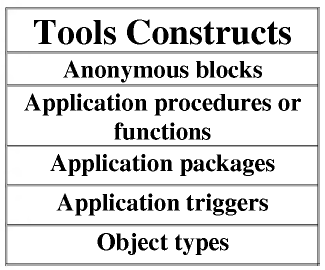 Tools Constructs
Anonymous blocks
Application procedures or
functions
Application packages
Application triggers
Object types